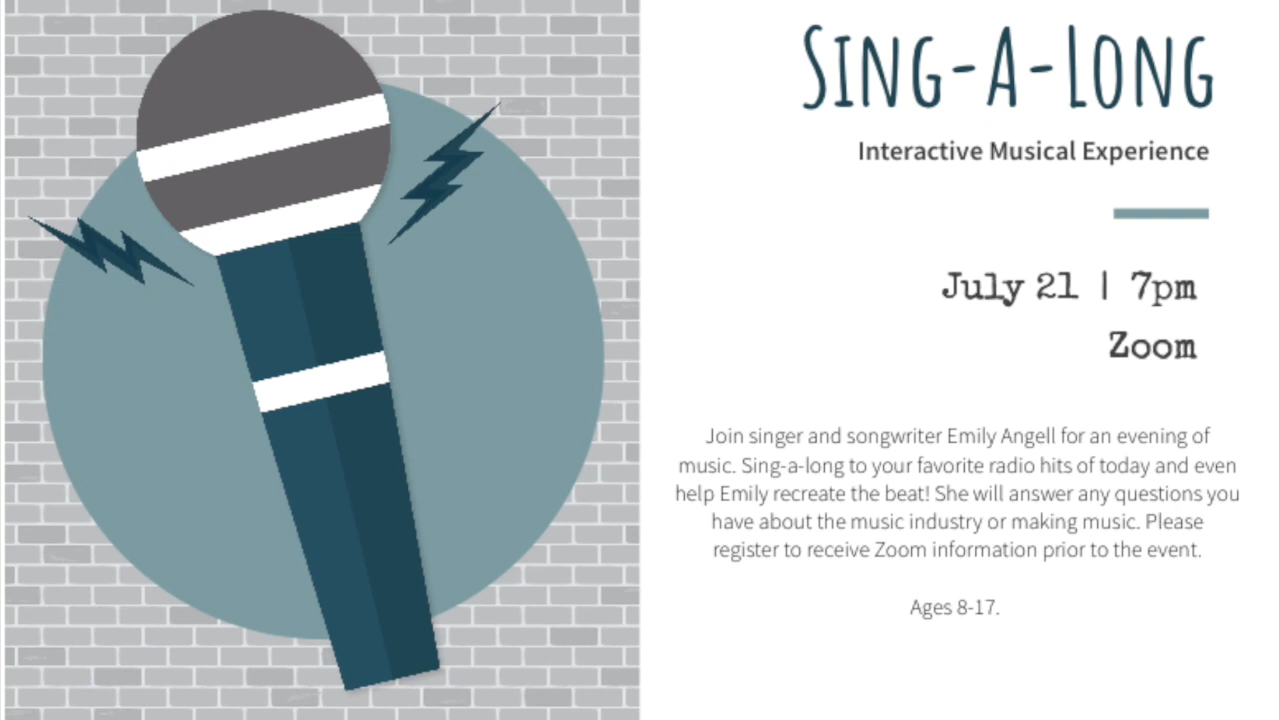 Sing-A-Long
Interactive Musical Experience
July 21 | 7pm
Zoom
Join singer and songwriter Emily Angell for an evening of
music. Sing-a-long to your favorite radio hits of today and even
help Emily recreate the beat! She will answer any questions you
have about the music industry or making music. Please
register to receive Zoom information prior to the event.
Ages 8-17.